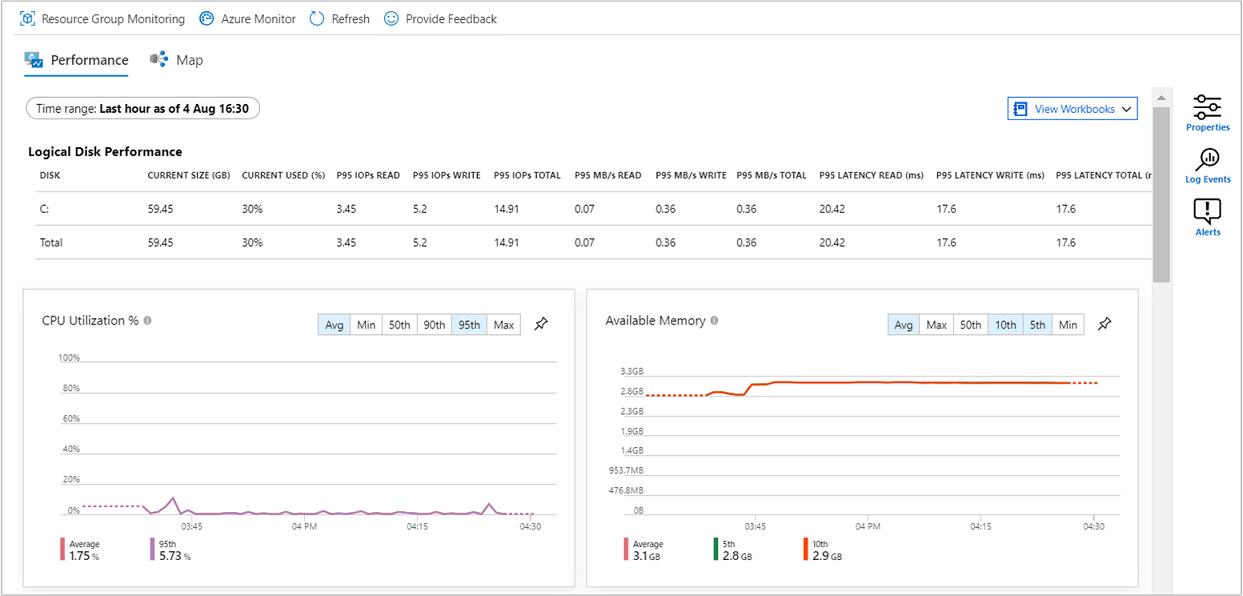 Resource Group Monitoring Azure Monitor Refresh Provide Feedback
Performance Map
Time range: Last hour as of 4 Aug 16:30
View Workbooks
Properties
Log Events
Alerts
Logical Disk Performance
DISK CURRENT SIZE (GB) CURRENT USED (%) P95 IOPs READ P95 IOPs WRITE P95 IOPs TOTAL P95 MB/s READ P95 MB/s WRITE P95 MB/s TOTAL P95 LATENCY READ (ms) P95 LATENCY WRITE (ms) P95 LATENCY TOTAL (
C: 59.45 30% 3.45 5.2 14.91 0.07 0.36 0.36 20.42 17.6 17.6
Total 59.45 30% 3.45 5.2 14.91 0.07 0.36 0.36 20.42 17.6 17.6
CPU Utilization %
Avg Min 50th 90th 95th Max
100%
80%
60%
40%
20%
0%
03:45 04 PM 04:15 04:30
Average
1.75 %
95th
5.73 %
Available Memory
Avg Max 50th 10th 5th Min
3.3GB
2.8GB
2.3GB
1.9GB
1.4GB
953.7MB
476.8MB
0B
03:45 04 PM 04:15 04:30
Average
3.1 GB
5th
2.8 GB
10th
2.9 GB